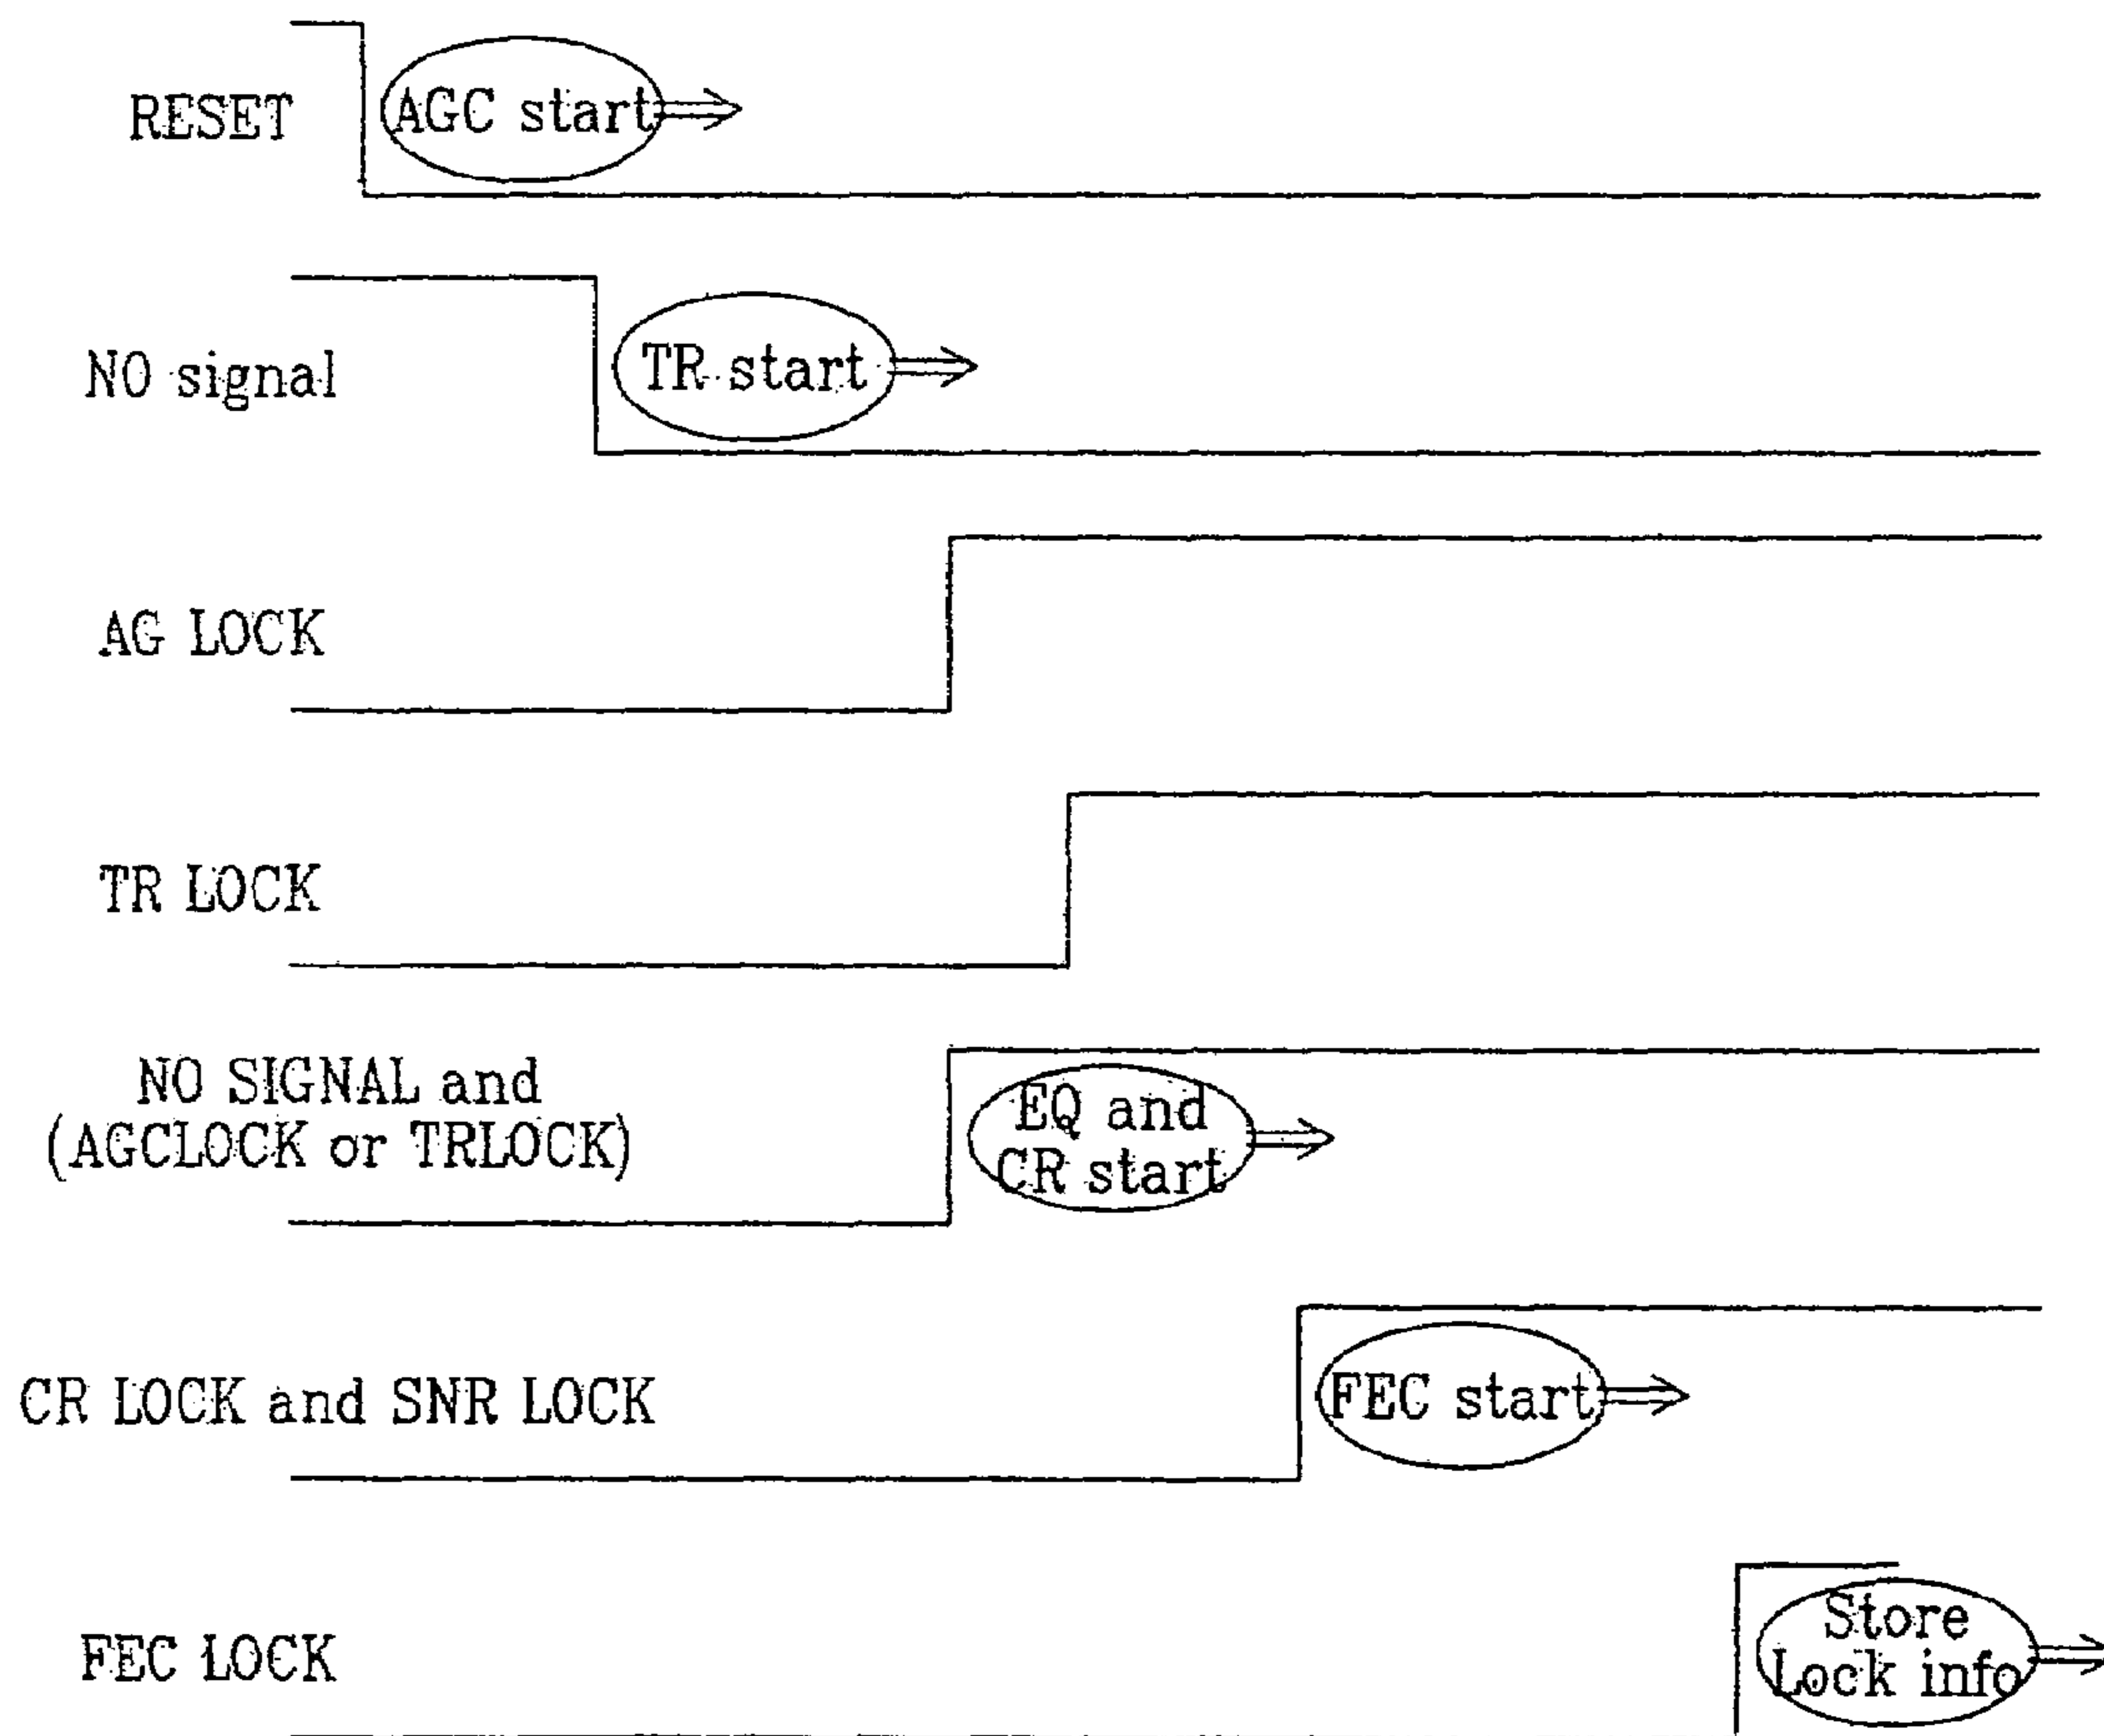 RESET
AGC start
NO signal
TR start
AG LOCK
TR LOCK
NO SIGNAL and
(AGCLOCK or TRLOCK)
EQ and
CR start
CR LOCK and SNR LOCK
FEC start
FEC LOCK
Store
Lock info